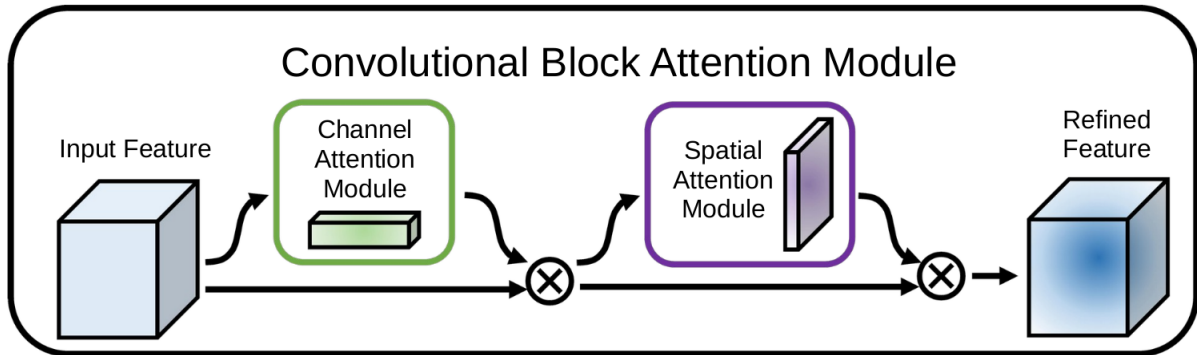 Convolutional Block Attention Module
Input Feature
Channel
Attention
Module
Spatial
Attention
Module
Refined
Feature